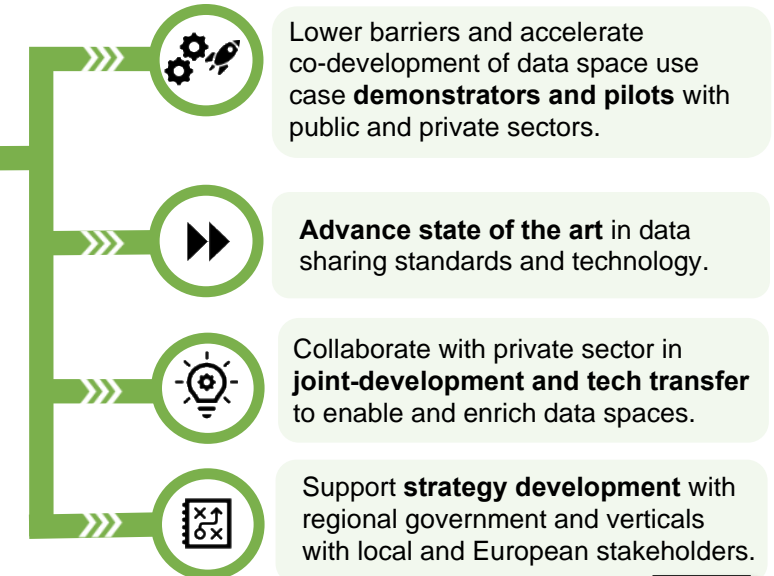 Lower barriers and accelerate
co-development of data space use
case demonstrators and pilots with
public and private sectors.
Advance state of the art in data
sharing standards and technology.
Collaborate with private sector in
joint-development and tech transfer
to enable and enrich data spaces.
Support strategy development with
regional government and verticals
with local and European stakeholders.